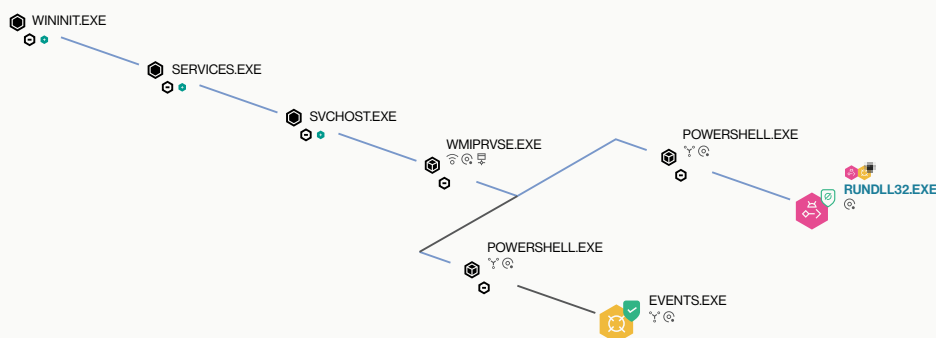 WININIT.EXE
SERVICES.EXE
SVCHOST.EXE
WMIPRVSE.EXE
POWERSHELL.EXE
RUNDLL32.EXE
POWERSHELL.EXE
EVENTS.EXE